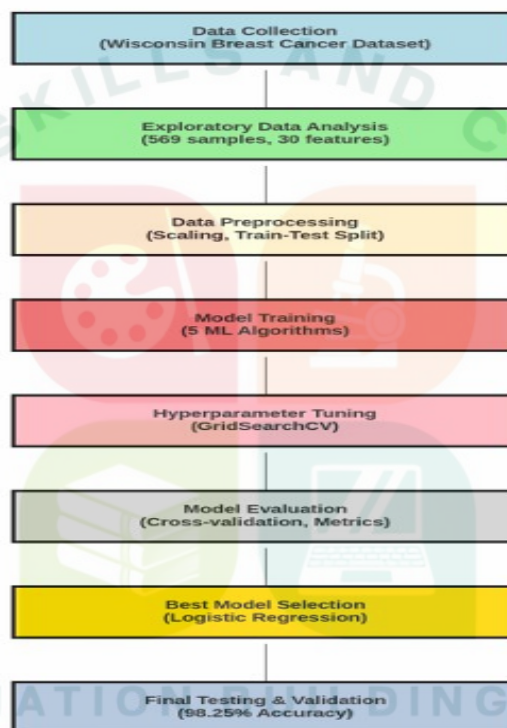 Data Collection
(Wisconsin Breast Cancer Dataset)
Exploratory Data Analysis
(569 samples, 30 features)
Data Preprocessing
(Scaling, Train-Test Split)
Model Training
(5 ML Algorithms)
Hyperparameter Tuning
(GridSearchCV)
Model Evaluation
(Cross-validation, Metrics)
Best Model Selection
(Logistic Regression)
Final Testing & Validation
(98.25% Accuracy)
SKILLS AND